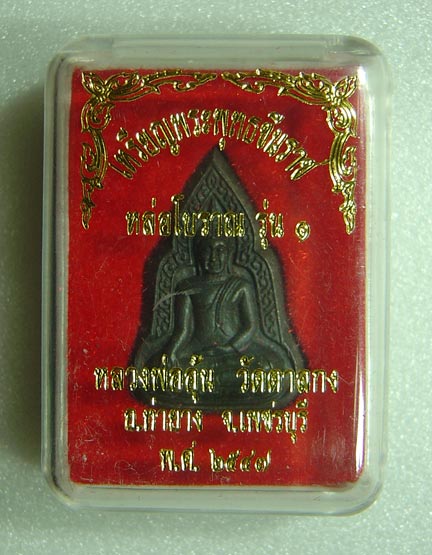 เหรียญพระพุทธชินราช
หล่อโบราณ รุ่น ๑
หลวงพ่ออุ้น วัดตาลกง
อ.ท่ายาง จ.เพชรบุรี
พ.ศ. ๒๕๔๗